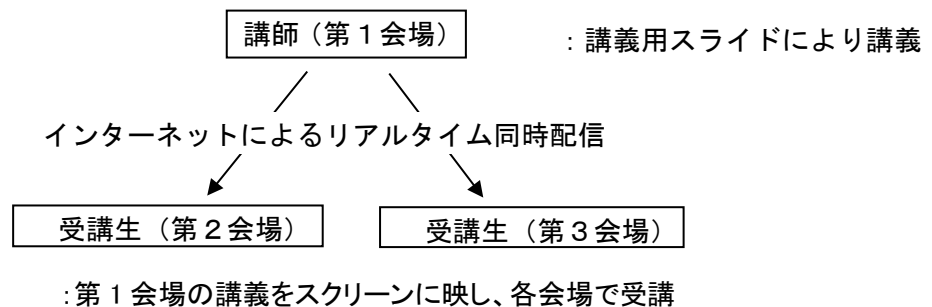 講師（第１会場）　：講義用スライドにより講義
インターネットによるリアルタイム同時配信
受講生（第２会場）　受講生（第３会場）
：第１会場の講義をスクリーンに映し、各会場で受講